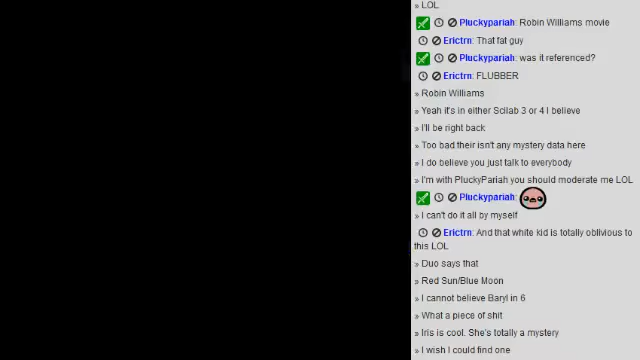 » LOL
Pluckypariah: Robin Williams movie
Erictrn: That fat guy
Pluckypariah: was it referenced?
Erictrn: FLUBBER
» Robin Williams
» Yeah it's in either Scilab 3 or 4 I believe
» I'll be right back
» Too bad their isn't any mystery data here
» I do believe you just talk to everybody
» I'm with PluckyPariah you should moderate me LOL
Pluckypariah:
» I can't do it all by myself
Erictrn: And that white kid is totally oblivious to
this LOL
» Duo says that
» Red Sun/Blue Moon
» I cannot believe Baryl in 6
» What a piece of shit
» Iris is cool. She's totally a mystery
» I wish I could find one